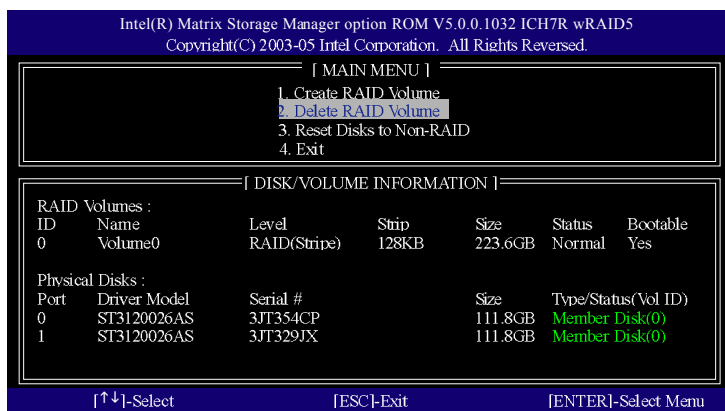 Intel(R) Matrix Storage Manager option ROM V5.0.0.1032 ICH7R wRAID5
Copyright(C) 2003-05 Intel Corporation. All Rights Reversed.
[ MAIN MENU ]
1. Create RAID Volume
2. Delete RAID Volume
3. Reset Disks to Non-RAID
4. Exit
[ DISK/VOLUME INFORMATION ]
RAID Volumes :
ID Name Level Strip Size Status Bootable
0 Volume0 RAID(Stripe) 128KB 223.6GB Normal Yes
Physical Disks :
Port Driver Model Serial # Size Type/Status(Vol ID)
0 ST3120026AS 3JT354CP 111.8GB Member Disk(0)
1 ST3120026AS 3JT329JX 111.8GB Member Disk(0)
[↑↓]-Select [ESC]-Exit [ENTER]-Select Menu